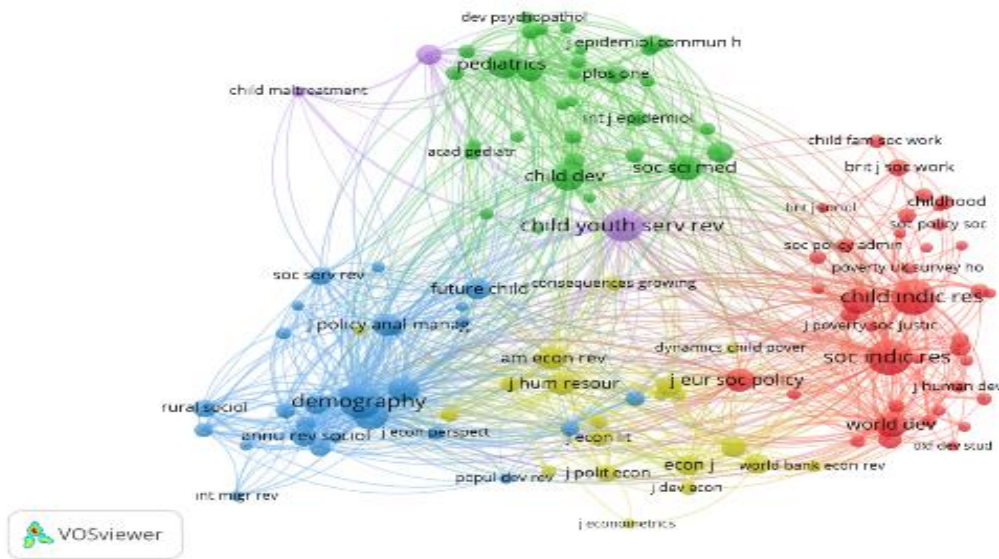 dev psychopathol
j epidemiol commun h
pediatrics
plos one
child maltreatment
int j epidemiol
child fam soc work
acad pediatr
soc sci med
brit j soc work
child dev
childhood
child youth serv rev
soc policy soc
soc policy admin
soc serv rev
poverty uk survey ho
future child
consequences growing
child indic res
j policy anal manag
j poverty soc justic
dynamics child pover
am econ rev
soc indic res
j hum resour
j eur soc policy
j human dev
demography
rural sociol
world dev
annu rev sociol
j econ perspect
j econ lit
oxf dev stud
econ j
world bank econ rev
popul dev rev
j polit econ
j dev econ
int migr rev
j econometrics
VOSviewer